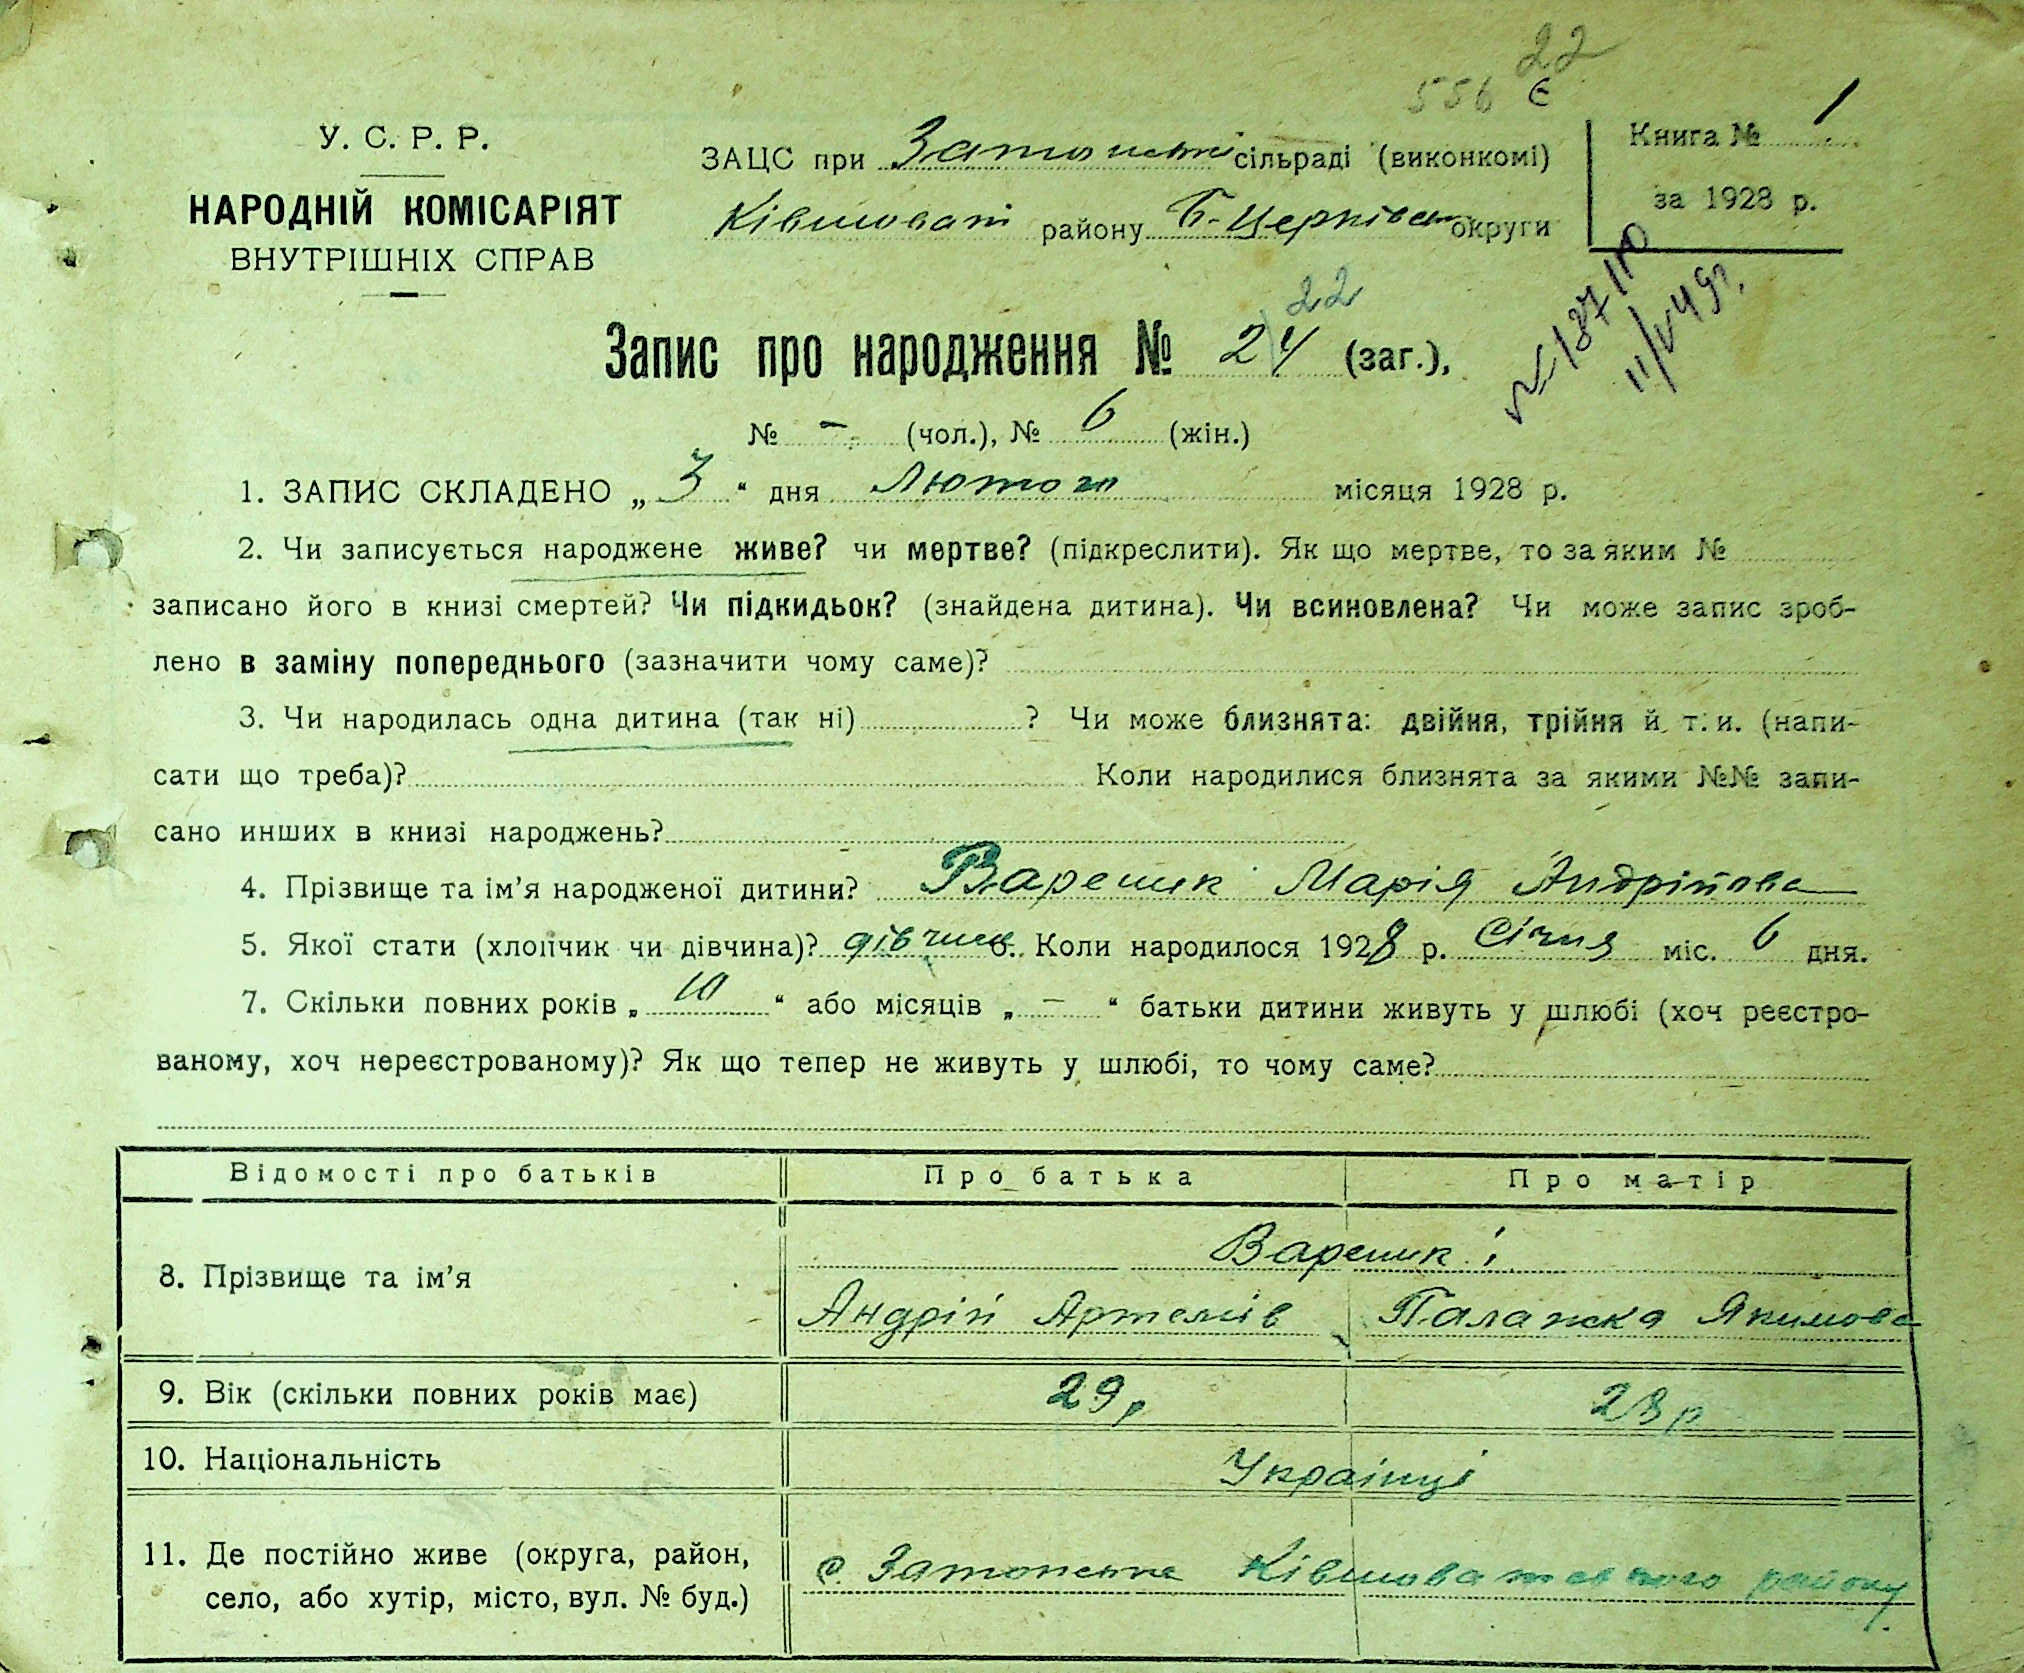 22
556 є
У. С. Р. Р.
НАРОДНІЙ КОМІСАРІЯТ
ВНУТРІШНІХ СПРАВ
ЗАЦС при Затонські сільраді (виконкомі)
Ківшоват району Б-Церківськ округи
Книга № 1
за 1928 р.
22
Запис про народження № 24 (заг.),
№ - (чол.), № 6 (жін.)
1. ЗАПИС СКЛАДЕНО „ 3 “ дня Лютого місяця 1928 р.
2. Чи записується народжене живе? чи мертве? (підкреслити). Як що мертве, то за яким №
записано його в книзі смертей? Чи підкидьок? (знайдена дитина). Чи всиновлена? Чи може запис зроб-
лено в заміну попереднього (зазначити чому саме)?
3. Чи народилась одна дитина (так ні) ? Чи може близнята: двійня, трійня й т. и. (напи-
сати що треба)? Коли народилися близнята за якими №№ запи-
сано инших в книзі народжень?
4. Прізвище та ім’я народженої дитини? Вареник Марія Андрійова
5. Якої стати (хлопчик чи дівчина)? дівчина 6. Коли народилося 1928 р. Січня міс. 6 дня.
7. Скільки повних років „ 10 “ або місяців „ - “ батьки дитини живуть у шлюбі (хоч реєстро-
ваному, хоч нереєстрованому)? Як що тепер не живуть у шлюбі, то чому саме?
Відомості про батьків Про батька Про матір
8. Прізвище та ім’я Вареник і
Андрій Артемів Палажка Якимова
9. Вік (скільки повних років має) 29 р 28 р
10. Національність Українці
11. Де постійно живе (округа, район,
село, або хутір, місто, вул. № буд.) с. Затонське Ківшоватського району